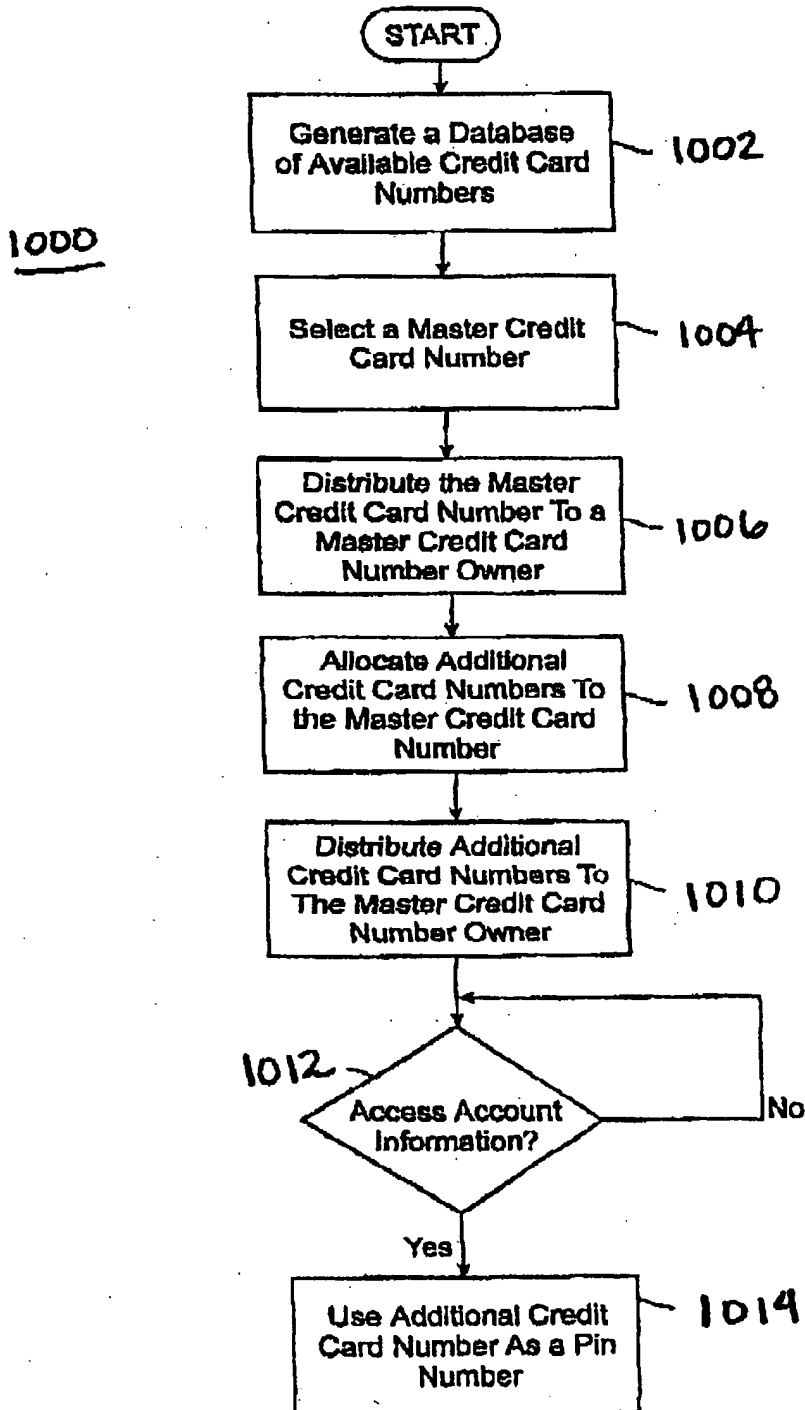 START
Generate a Database
of Available Credit Card
Numbers
1002
1000
Select a Master Credit
Card Number
1004
Distribute the Master
Credit Card Number To a
Master Credit Card
Number Owner
1006
Allocate Additional
Credit Card Numbers To
the Master Credit Card
Number
1008
Distribute Additional
Credit Card Numbers To
The Master Credit Card
Number Owner
1010
1012
Access Account
Information?
No
Yes
Use Additional Credit
Card Number As a Pin
Number
1014